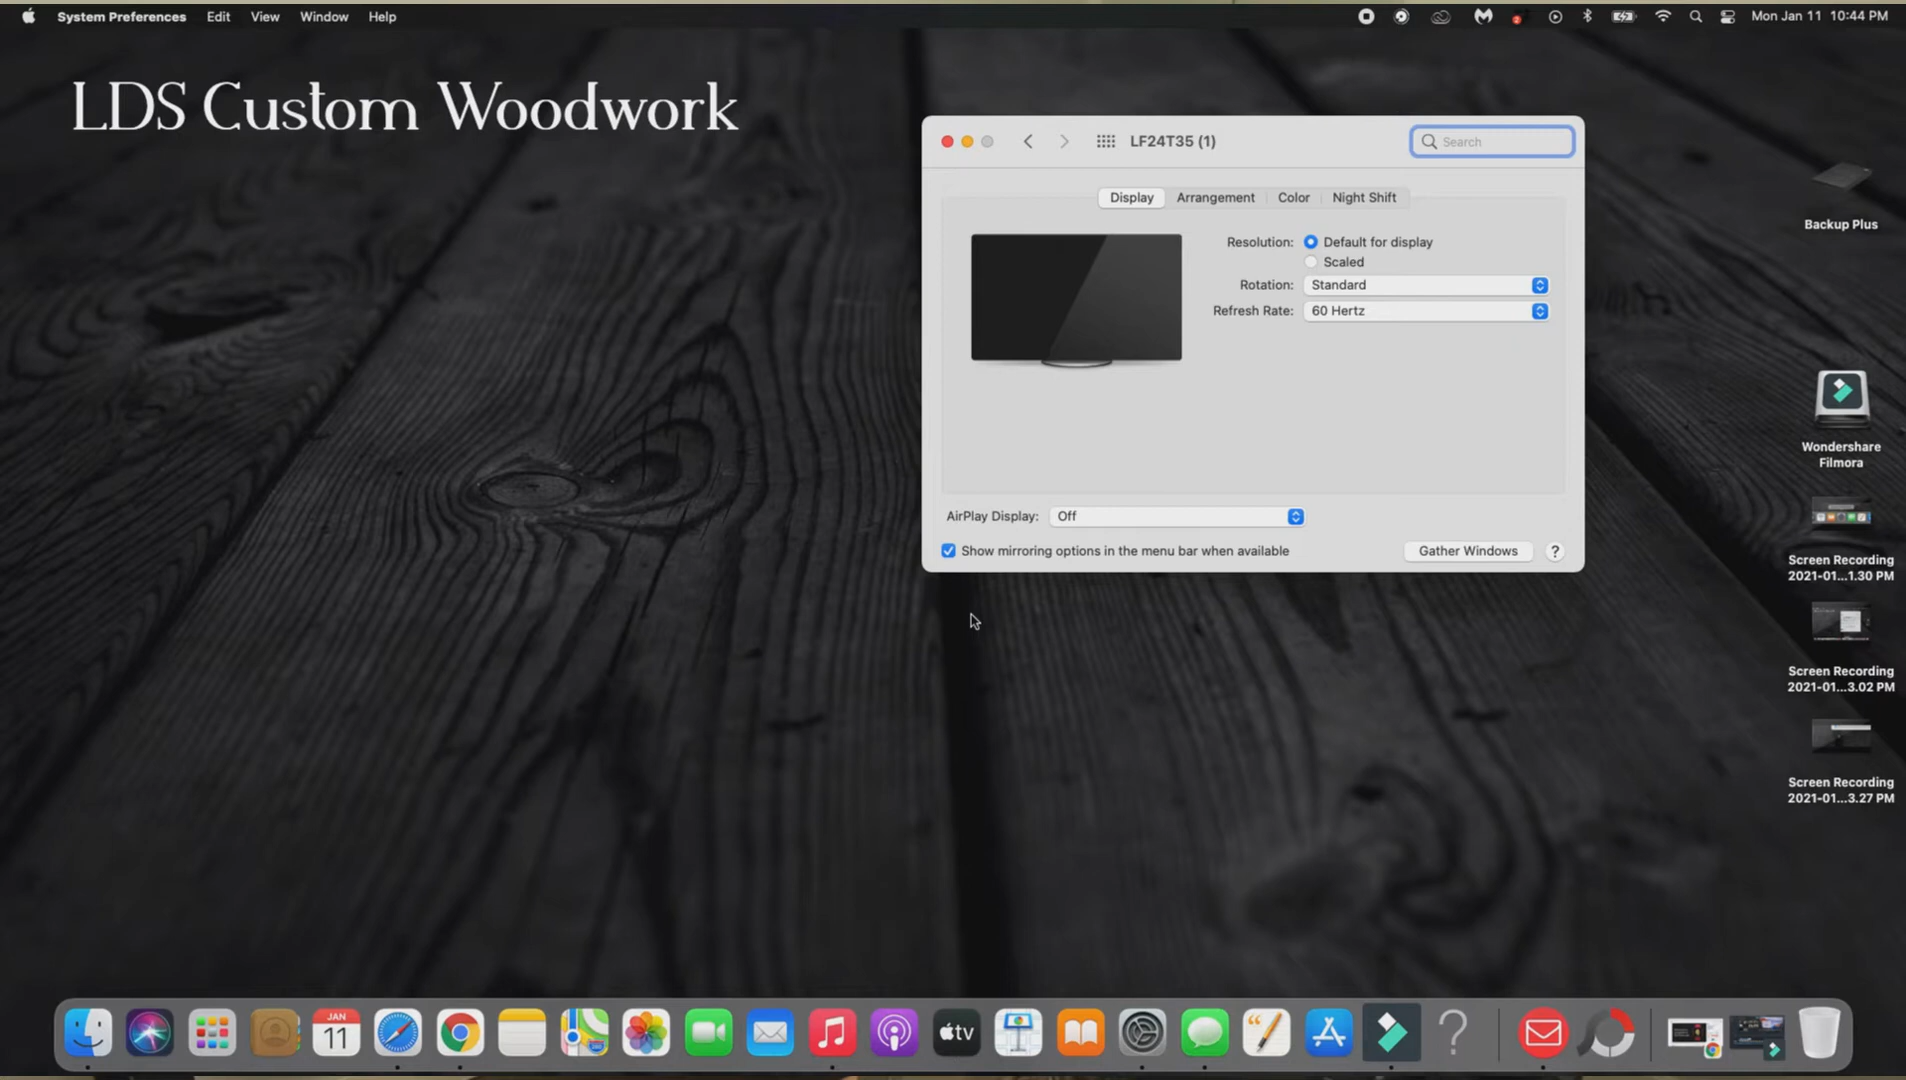 System Preferences Edit View Window Help
2
Mon Jan 11 10:44 PM
LDS Custom Woodwork
LF24T35 (1)
Search
Display Arrangement Color Night Shift
Resolution: Default for display
Scaled
Rotation: Standard
Refresh Rate: 60 Hertz
AirPlay Display: Off
Show mirroring options in the menu bar when available
Gather Windows ?
Backup Plus
Wondershare
Filmora
Screen Recording
2021-01...1.30 PM
Screen Recording
2021-01...3.02 PM
Screen Recording
2021-01...3.27 PM
JAN
11
tv
?